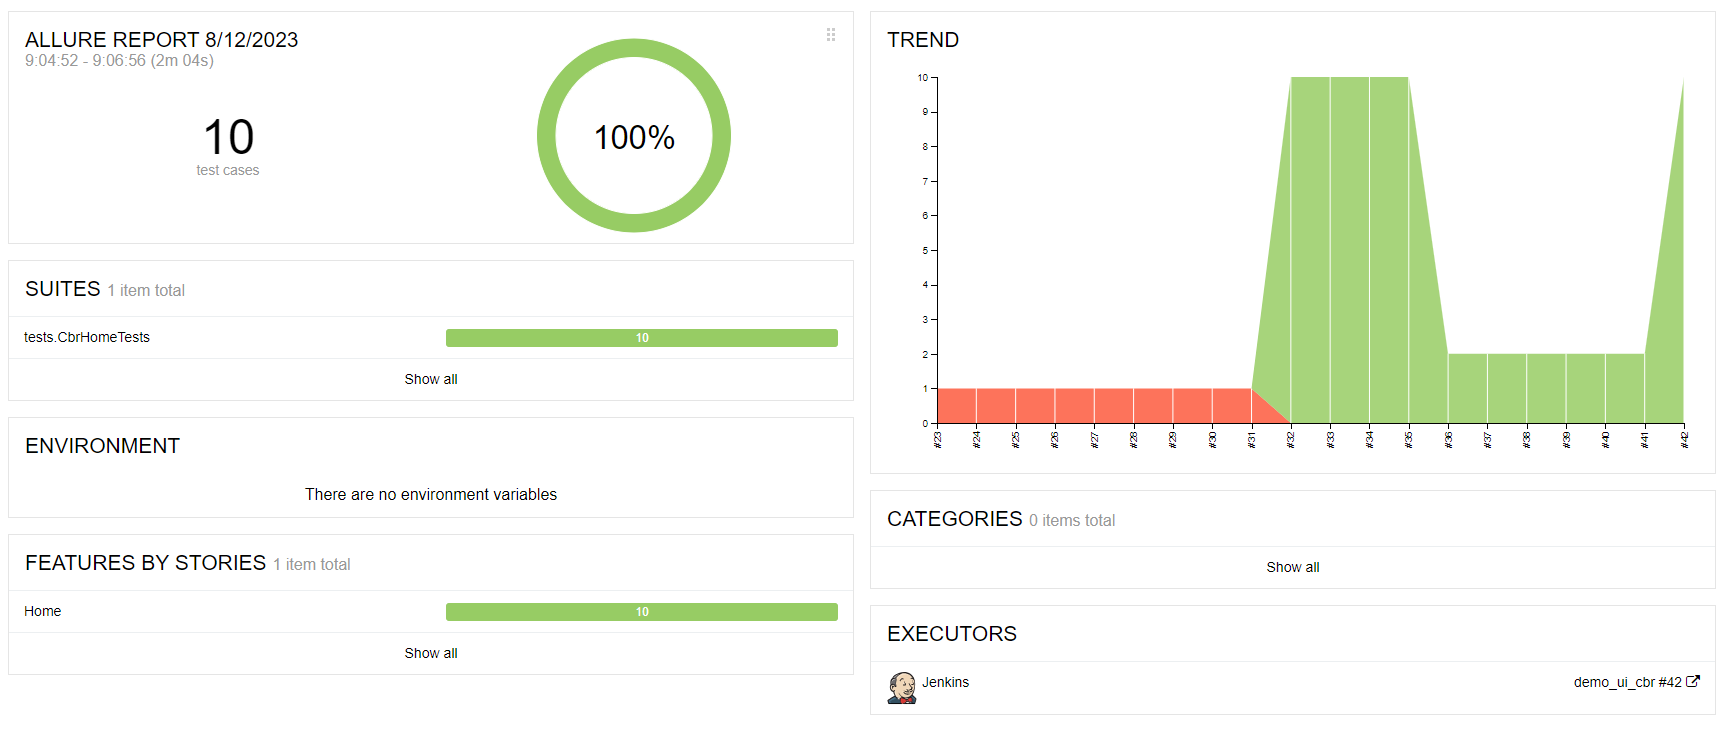 ALLURE REPORT 8/12/2023
9:04:52 - 9:06:56 (2m 04s)
10
test cases
100%
SUITES 1 item total
tests.CbrHomeTests 10
Show all
ENVIRONMENT
There are no environment variables
FEATURES BY STORIES 1 item total
Home 10
Show all
TREND
10
9
8
7
6
5
4
3
2
1
0
#23 #24 #25 #26 #27 #28 #29 #30 #31 #32 #33 #34 #35 #36 #37 #38 #39 #40 #41 #42
CATEGORIES 0 items total
Show all
EXECUTORS
Jenkins demo_ui_cbr #42